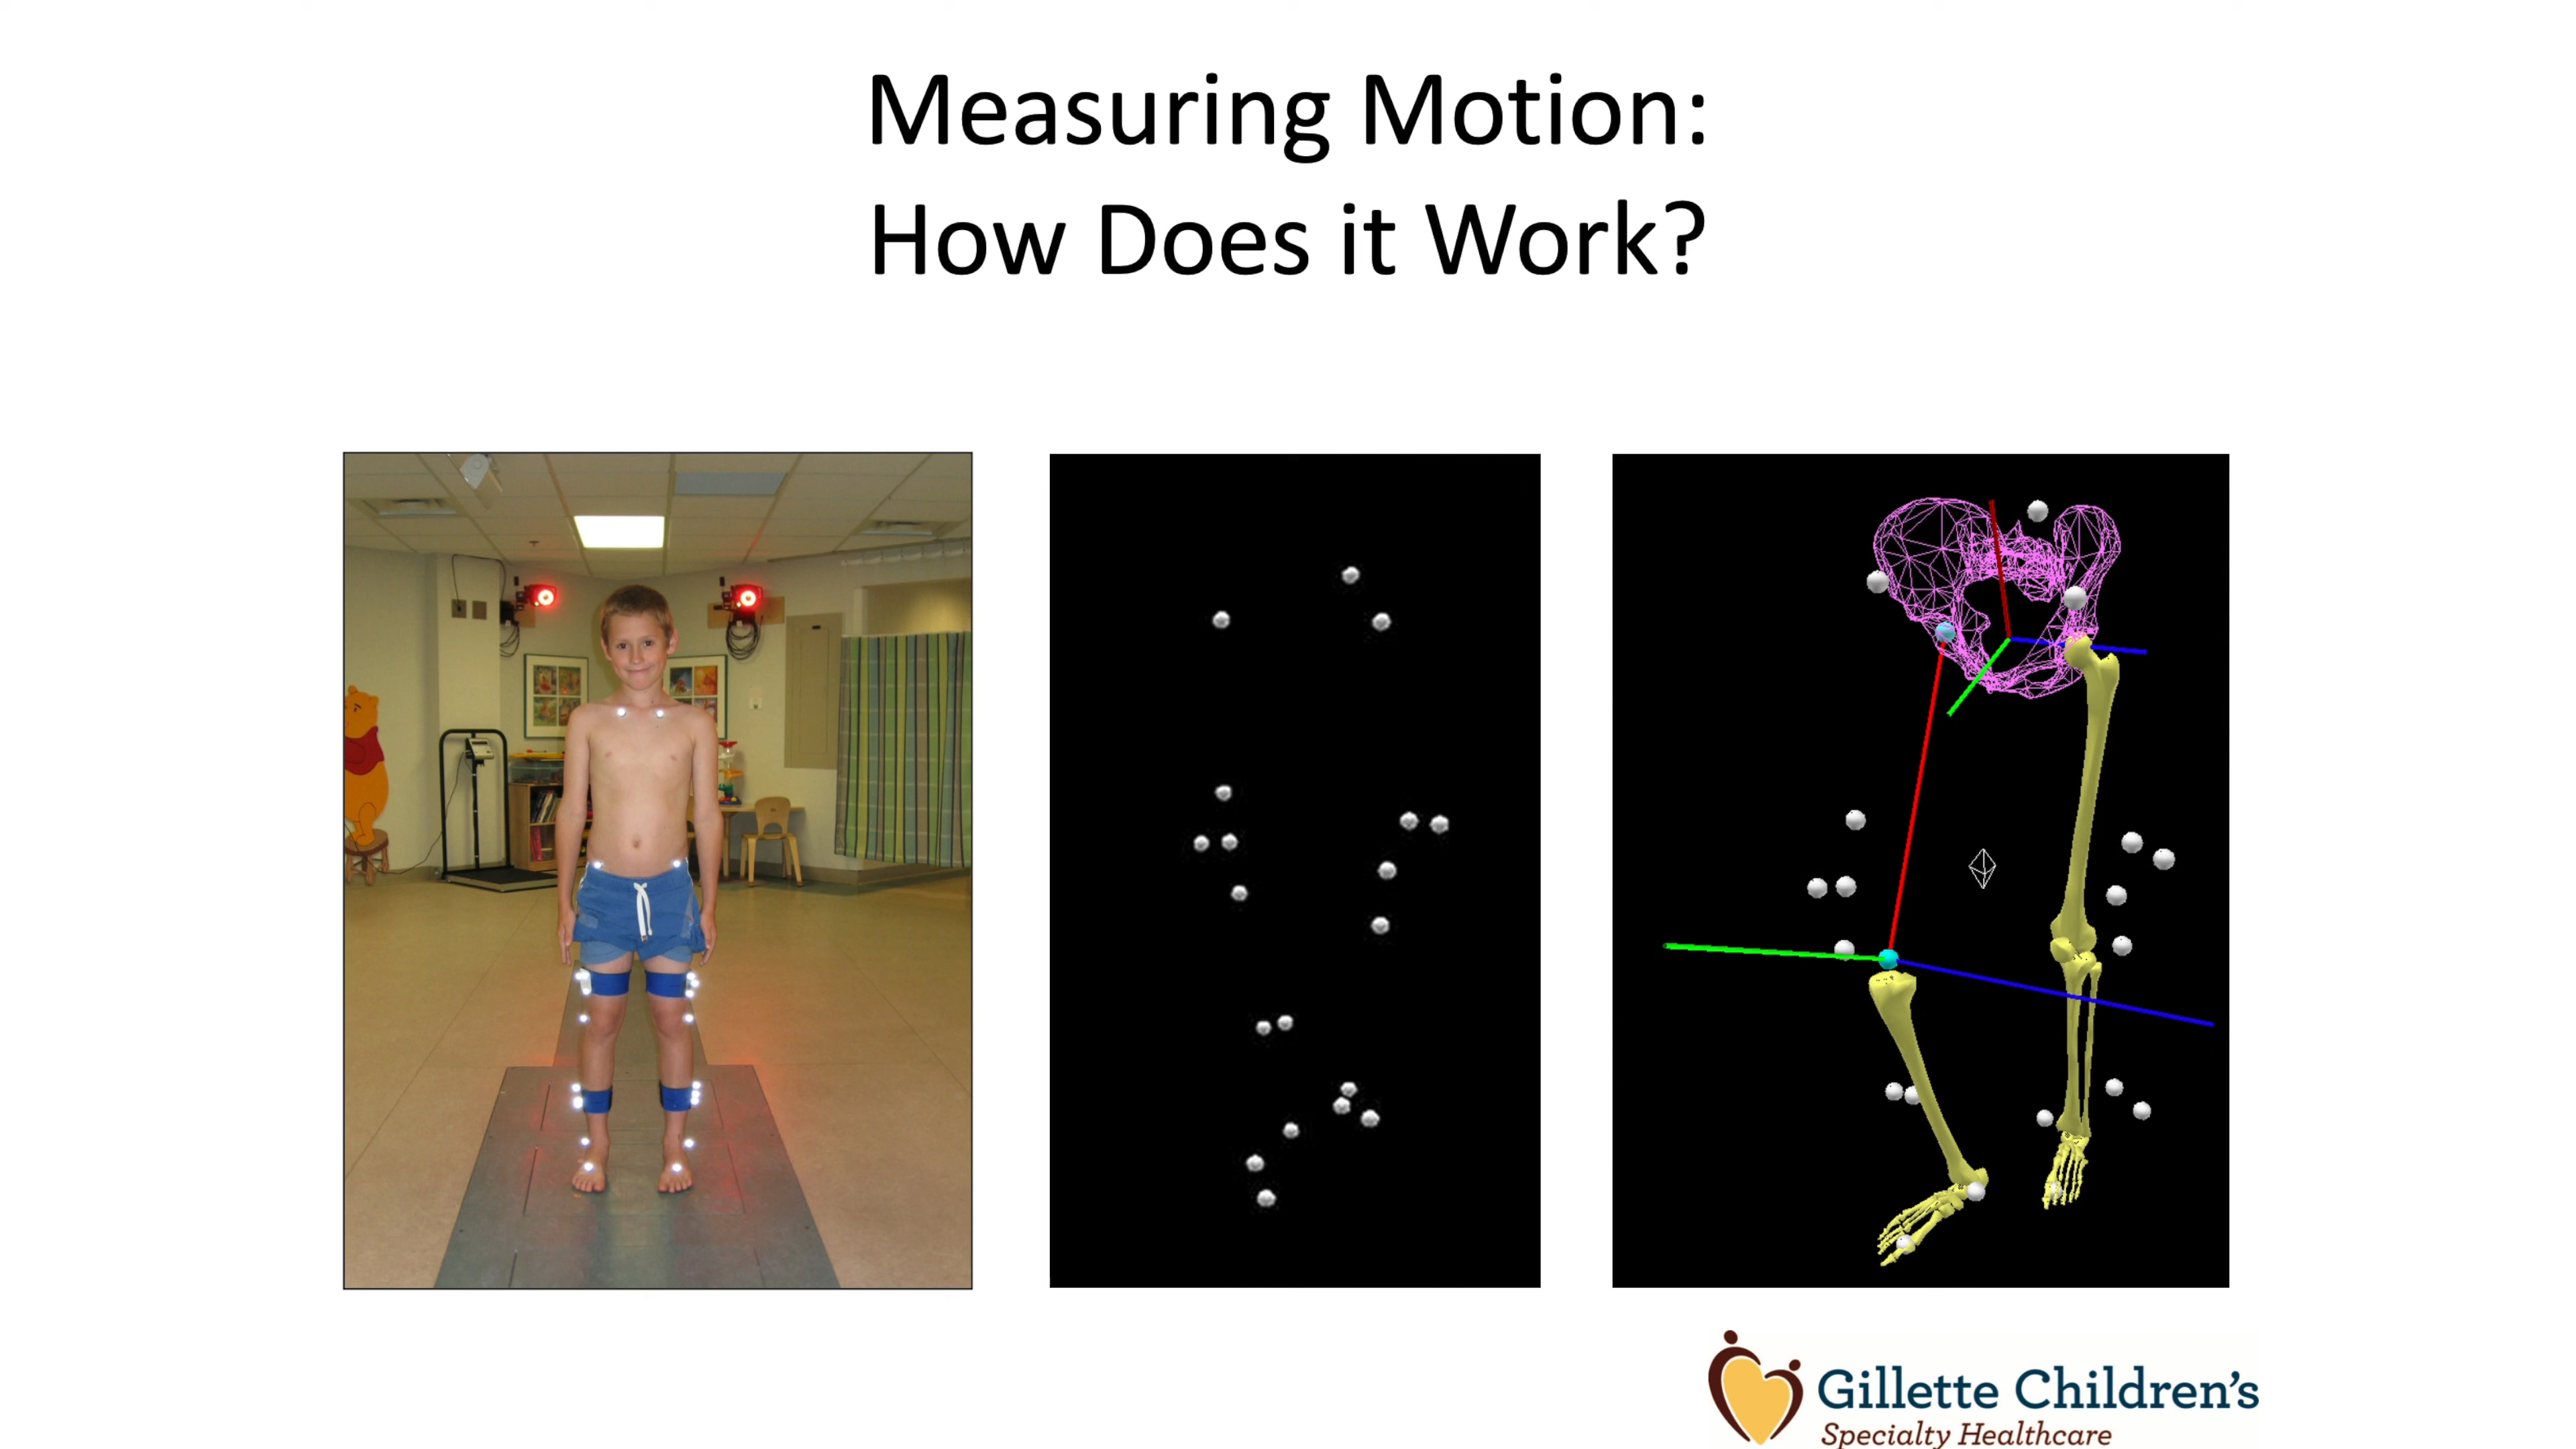 Measuring Motion:
How Does it Work?
Gillette Children's
Specialty Healthcare